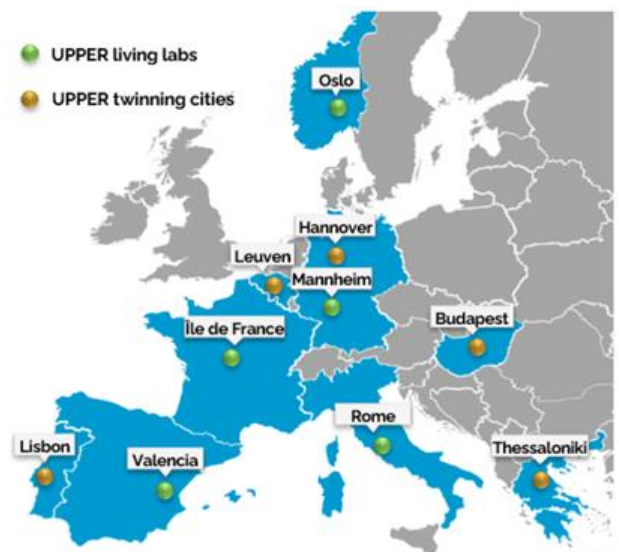 UPPER living labs
UPPER twinning cities
Oslo
Hannover
Leuven
Mannheim
Île de France
Budapest
Rome
Lisbon
Valencia
Thessaloniki